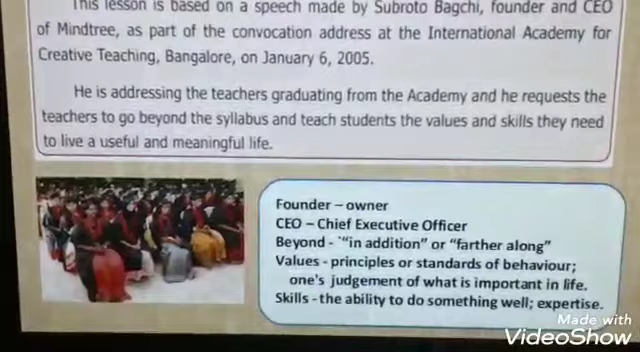 This lesson is based on a speech made by Subroto Bagchi, founder and CEO
of Mindtree, as part of the convocation address at the International Academy for
Creative Teaching, Bangalore, on January 6, 2005.
He is addressing the teachers graduating from the Academy and he requests the
teachers to go beyond the syllabus and teach students the values and skills they need
to live a useful and meaningful life.
Founder – owner
CEO – Chief Executive Officer
Beyond - `“in addition” or “farther along”
Values - principles or standards of behaviour;
one's judgement of what is important in life.
Skills - the ability to do something well; expertise.
Made with
VideoShow